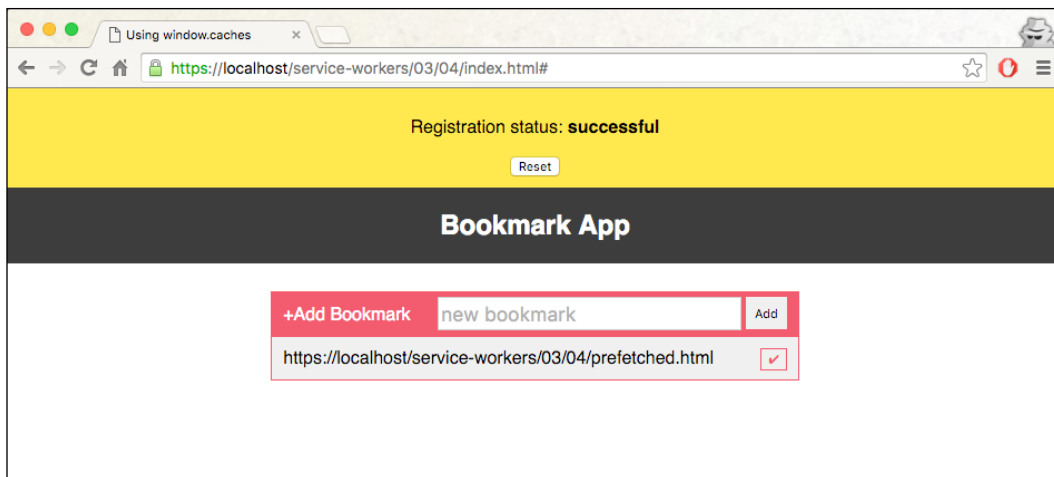 Using window.caches
https://localhost/service-workers/03/04/index.html#
Registration status: successful
Reset
Bookmark App
+Add Bookmark new bookmark Add
https://localhost/service-workers/03/04/prefetched.html ✔